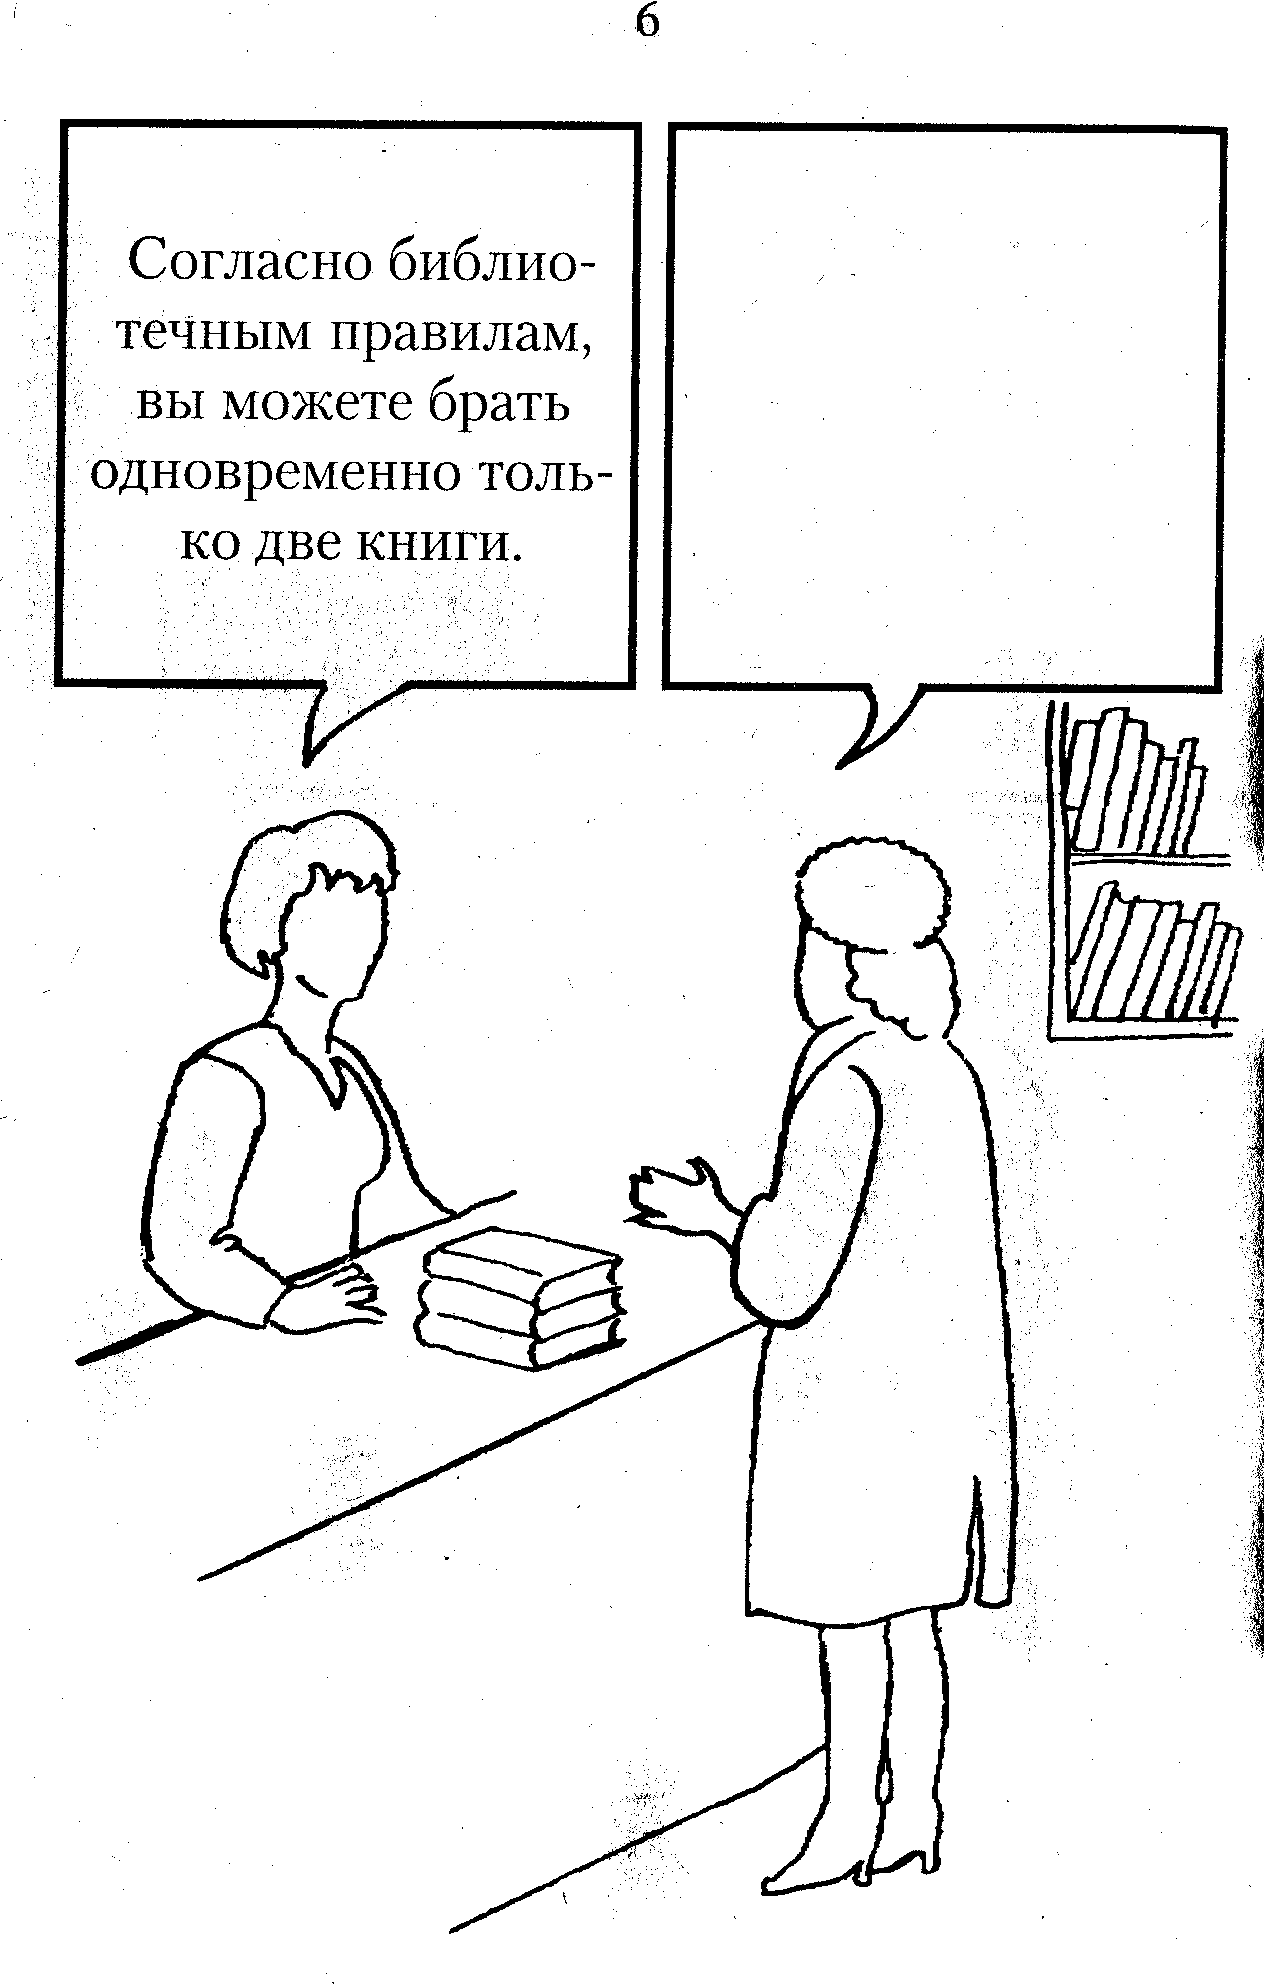 6
Согласно библио-
течным правилам,
вы можете брать
одновременно толь-
ко две книги.